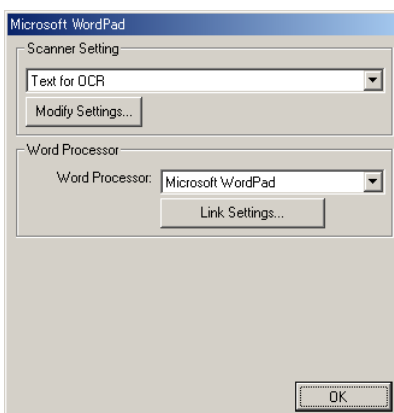 Microsoft WordPad
Scanner Setting
Text for OCR
Modify Settings...
Word Processor
Word Processor: Microsoft WordPad
Link Settings...
OK